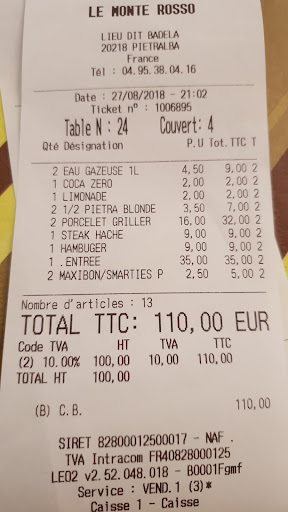 LE MONTE ROSSO
LIEU DIT BADELA
20218 PIETRALBA
France
Tél : 04.95.38.04.16
Date : 27/08/2018 - 21:02
Ticket n° : 1006895
Table N : 24 Couvert: 4
Qté Désignation P.U Tot.TTC T
2 EAU GAZEUSE 1L 4,50 9,00 2
1 COCA ZERO 2,00 2,00 2
1 LIMONADE 2,00 2,00 2
2 1/2 PIETRA BLONDE 3,50 7,00 2
2 PORCELET GRILLER 16,00 32,00 2
1 STEAK HACHE 9,00 9,00 2
1 HAMBUGER 9,00 9,00 2
1 .ENTREE 35,00 35,00 2
2 MAXIBON/SMARTIES P 2,50 5,00 2
Nombre d'articles : 13
TOTAL TTC: 110,00 EUR
Code TVA HT TVA TTC
(2) 10.00% 100,00 10,00 110,00
TOTAL HT 100,00
(B) C.B. 110,00
SIRET 82800012500017 - NAF .
TVA Intracom FR40828000125
LEO2 v2.52.048.018 - B0001Fgmf
Service : VEND.1 (3)*
Caisse 1 - Caisse